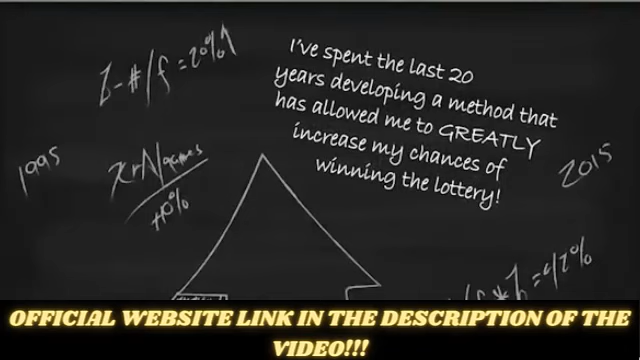 I've spent the last 20
years developing a method that
has allowed me to GREATLY
increase my chances of
winning the lottery!
1995
2015
OFFICIAL WEBSITE LINK IN THE DESCRIPTION OF THE
VIDEO!!!